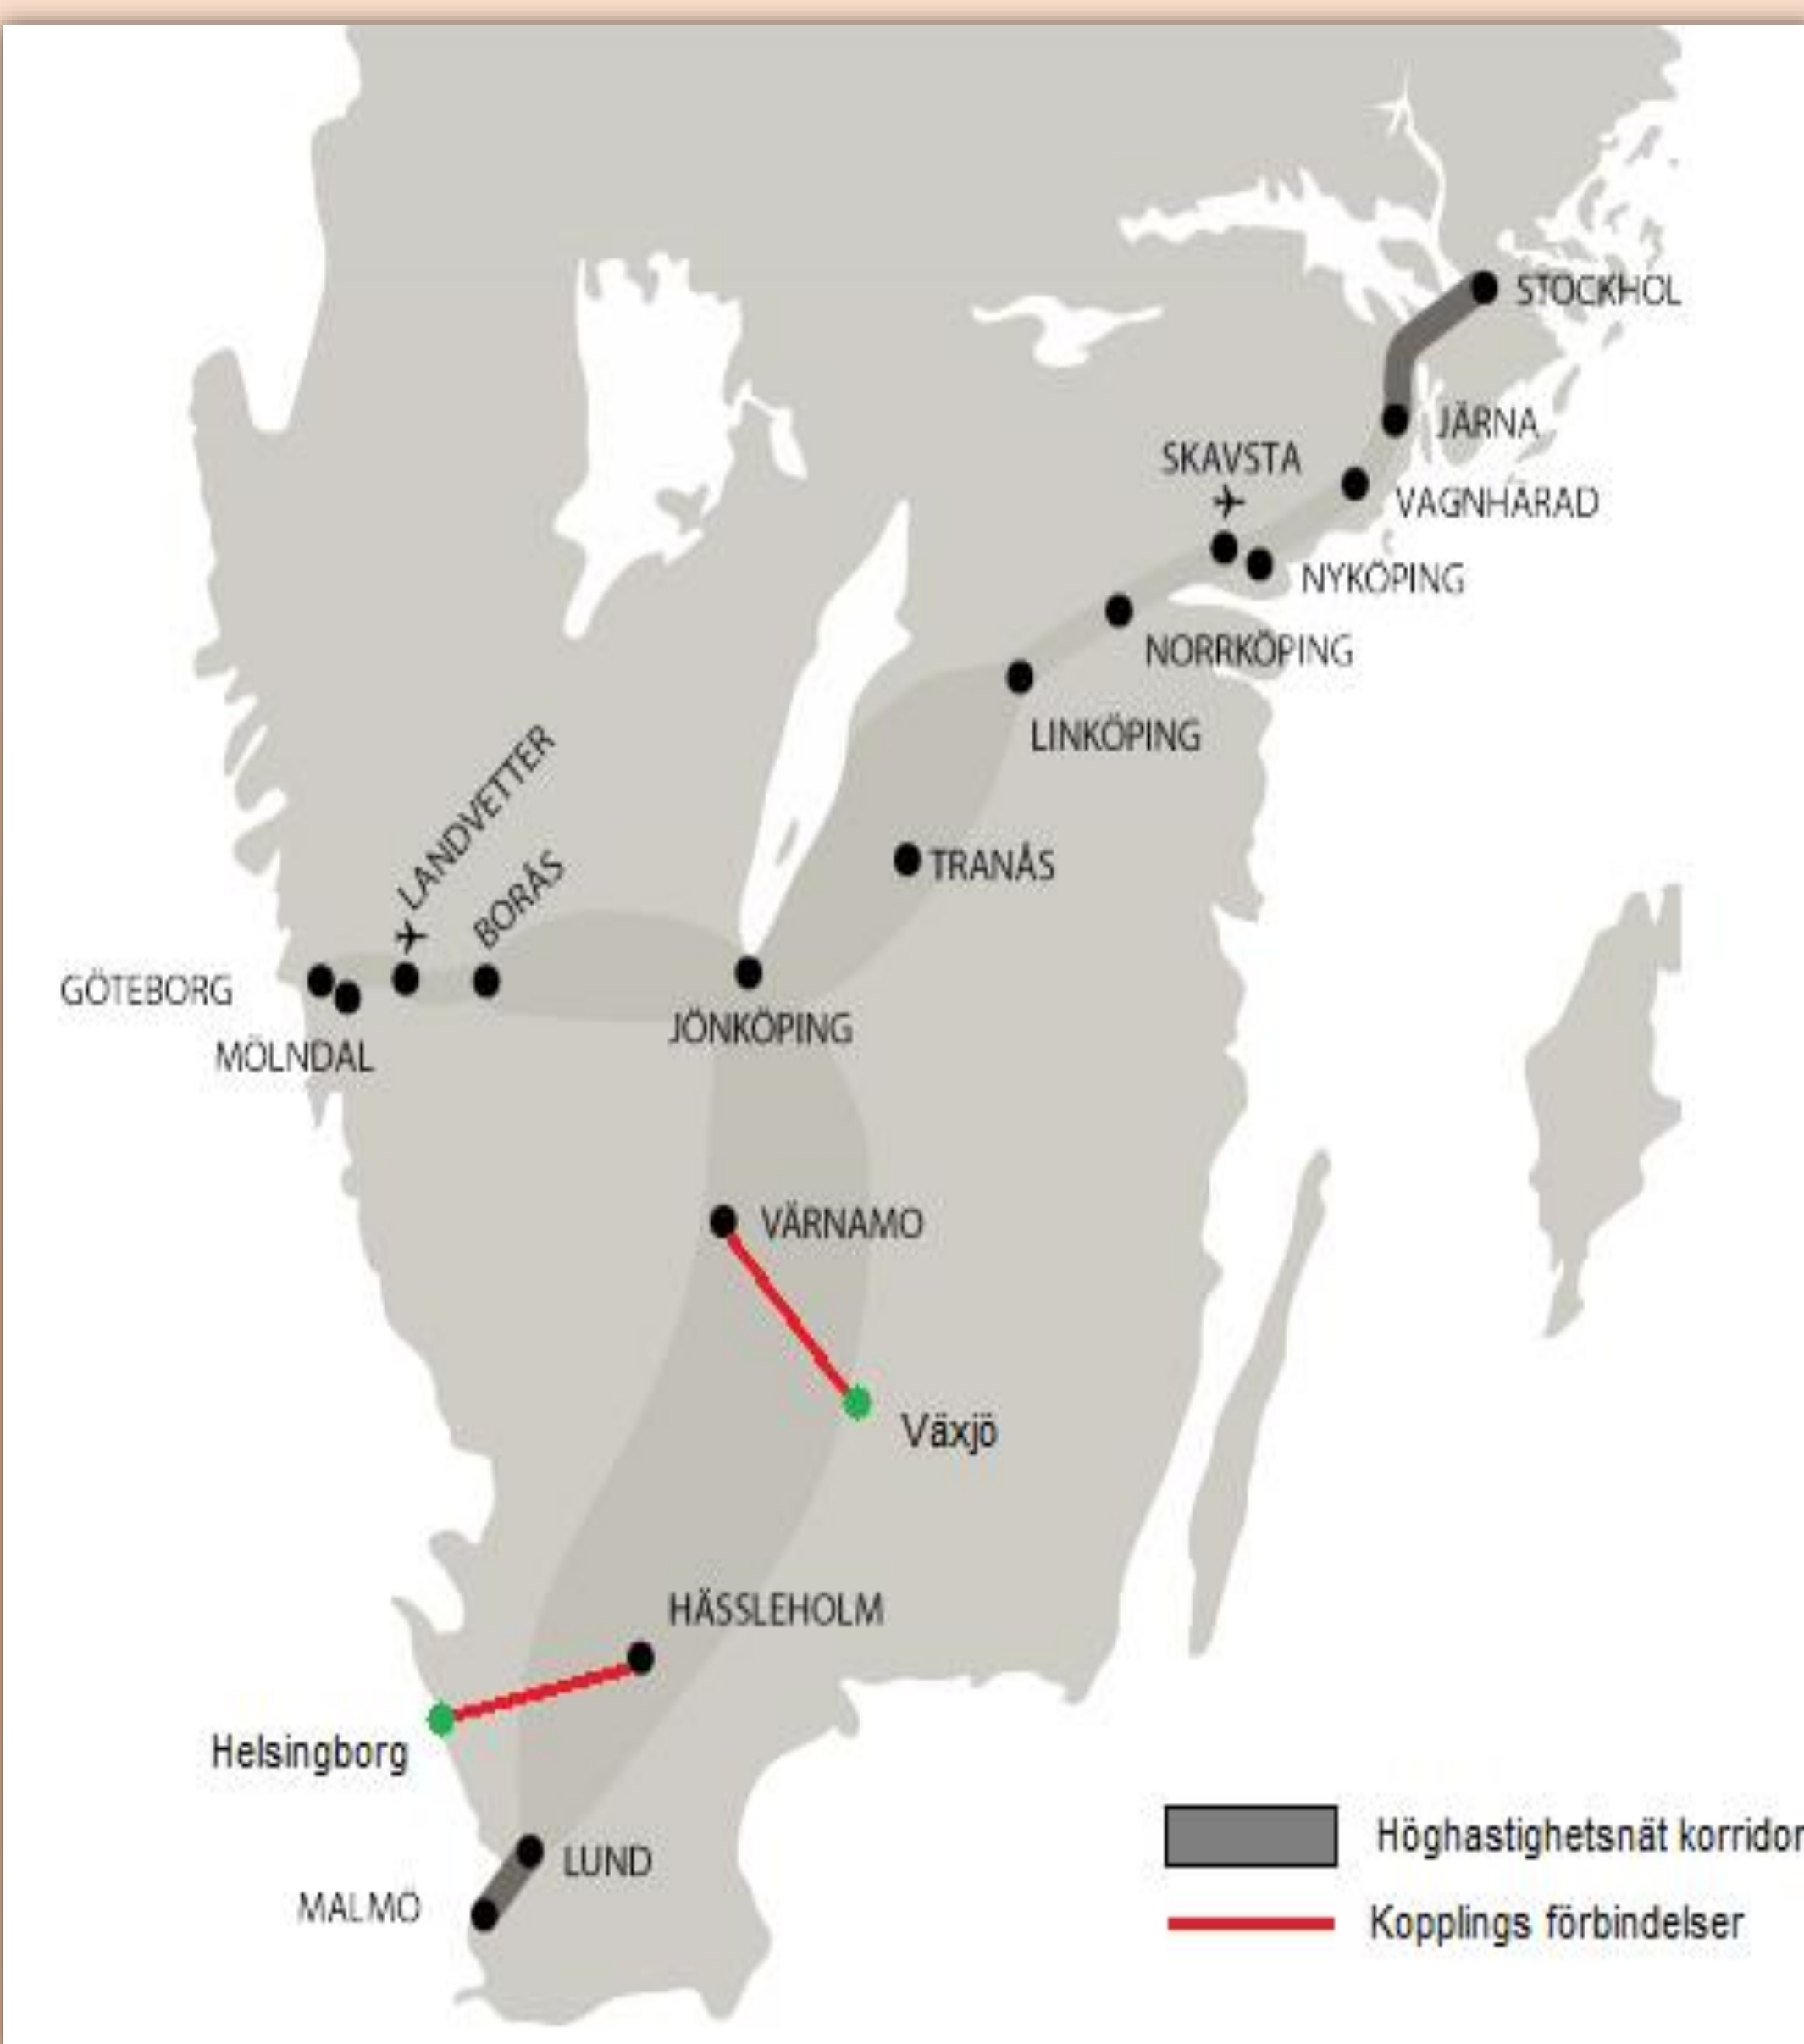 STOCKHOL
JÄRNA
SKAVSTA
VAGNHÄRAD
NYKÖPING
NORRKÖPING
LINKÖPING
LANDVETTER
BORÅS
TRANÅS
GÖTEBORG
JÖNKÖPING
MÖLNDAL
VÄRNAMO
Växjö
HÄSSLEHOLM
Helsingborg
LUND
MALMÖ
Höghastighetsnät korridor
Kopplings förbindelser